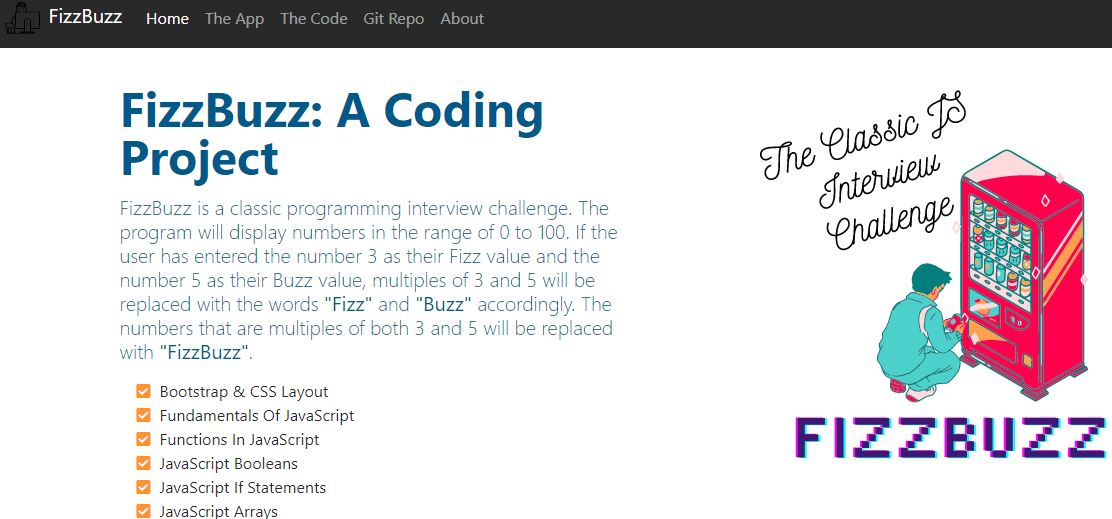 FizzBuzz Home The App The Code Git Repo About
FizzBuzz: A Coding
Project
FizzBuzz is a classic programming interview challenge. The
program will display numbers in the range of 0 to 100. If the
user has entered the number 3 as their Fizz value and the
number 5 as their Buzz value, multiples of 3 and 5 will be
replaced with the words "Fizz" and "Buzz" accordingly. The
numbers that are multiples of both 3 and 5 will be replaced
with "FizzBuzz".
Bootstrap & CSS Layout
Fundamentals Of JavaScript
Functions In JavaScript
JavaScript Booleans
JavaScript If Statements
JavaScript Arrays
The Classic JS
Interview
Challenge
FIZZBUZZ